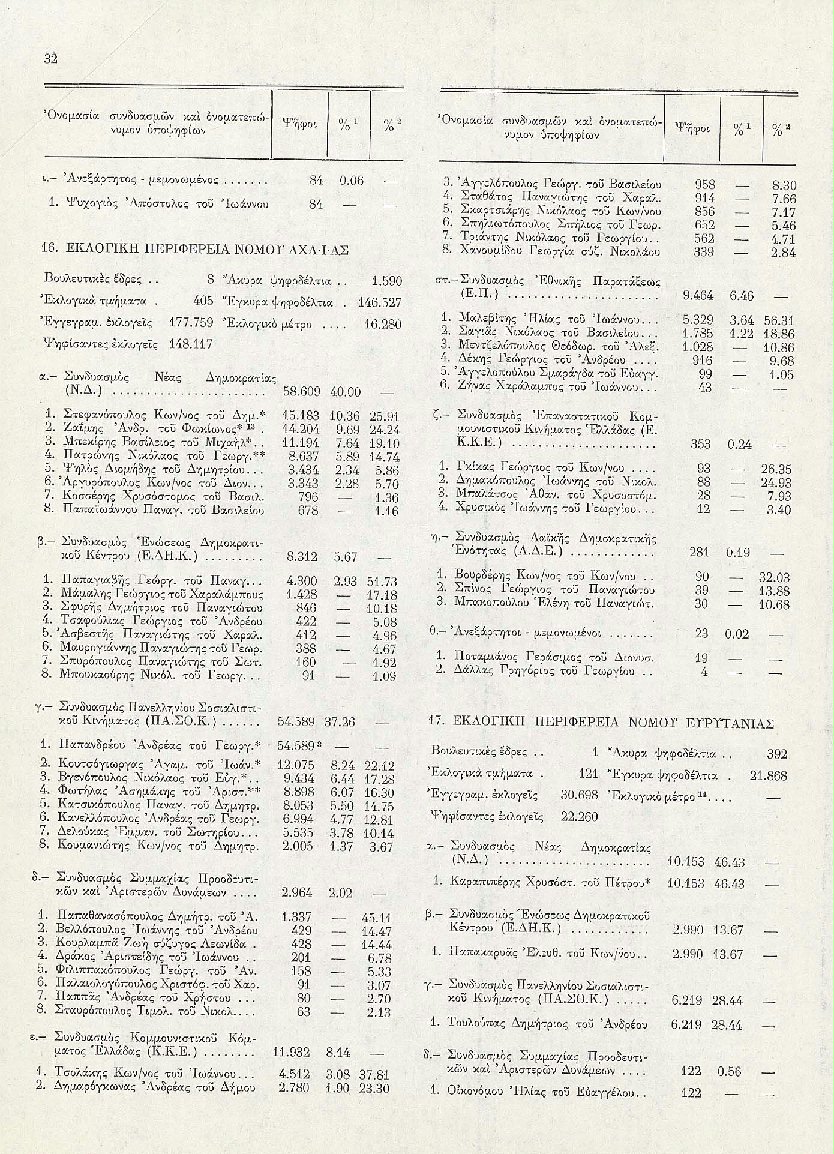 32
Ὀνομασία συνδυασμῶν καὶ ὀνοματεπώ-
νυμον ὑποψηφίων
Ψῆφοι
% 1
% 2
ι.– Ἀνεξάρτητος - μεμονωμένος ....... 84 0.06 -
1. Ψυχογιὸς Ἀπόστολος τοῦ Ἰωάννου 84 —
16. ΕΚΛΟΓΙΚΗ ΠΕΡΙΦΕΡΕΙΑ ΝΟΜΟΥ ΑΧΑ·Ι·ΑΣ
Βουλευτικὲς ἕδρες .. 8 Ἄκυρα ψηφοδέλτια .. 1.590
Ἐκλογικὰ τμήματα . 405 Ἔγκυρα ψηφοδέλτια . 146.527
Ἐγγεγραμ. ἐκλογεῖς 177.759 Ἐκλογικὸ μέτρο .... 16.280
Ψηφίσαντες ἐκλογεῖς 148.117
α.– Συνδυασμὸς Νέας Δημοκρατίας
(Ν.Δ.) ........................ 58.609 40.00 —
1. Στεφανόπουλος Κων/νος τοῦ Δημ.* 15.183 10.36 25.91
2. Ζαΐμης Ἀνδρ. τοῦ Φωκίωνος* 13 . 14.204 9.69 24.24
3. Μπεκίρης Βασίλειος τοῦ Μιχαήλ*.. 11.194 7.64 19.10
4. Πατρώνης Νικόλαος τοῦ Γεωργ.** 8.637 5.89 14.74
5. Ψηλὸς Διομήδης τοῦ Δημητρίου... 3.434 2.34 5.86
6. Ἀργυρόπουλος Κων/νος τοῦ Διον... 3.343 2.28 5.70
7. Κοσσέρης Χρυσόστομος τοῦ Βασιλ. 796 — 1.36
8. Παπαϊωάννου Παναγ. τοῦ Βασιλείου 678 — 1.16
β.– Συνδυασμὸς Ἑνώσεως Δημοκρατι-
κοῦ Κέντρου (Ε.ΔΗ.Κ.) ......... 8.312 5.67 —
1. Παπαγιαβῆς Γεώργ. τοῦ Παναγ... 4.300 2.93 51.73
2. Μάμαλης Γεώργιος τοῦ Χαραλάμπους 1.428 — 17.18
3. Σφυρῆς Δημήτριος τοῦ Παναγιώτου 846 — 10.18
4. Τσαφούλιας Γεώργιος τοῦ Ἀνδρέου 422 — 5.08
5. Ἀσβεστῆς Παναγιώτης τοῦ Χαραλ. 412 — 4.96
6. Μαυρογιάννης Παναγιώτης τοῦ Γεωρ. 388 — 4.67
7. Σπυρόπουλος Παναγιώτης τοῦ Σωτ. 160 — 1.92
8. Μπουκαούρης Νικόλ. τοῦ Γεωργ. .. 91 — 1.09
γ.– Συνδυασμὸς Πανελληνίου Σοσιαλιστι-
κοῦ Κινήματος (ΠΑ.ΣΟ.Κ.) ...... 54.589 37.26 —
1. Παπανδρέου Ἀνδρέας τοῦ Γεωργ.* 54.589* — —
2. Κουτσόγιωργας Ἀγαμ. τοῦ Ἰωάν.* 12.075 8.24 22.12
3. Βγενόπουλος Νικόλαος τοῦ Εὐγ.*.. 9.434 6.44 17.28
4. Φωτήλας Ἀσημάκης τοῦ Ἀριστ.** 8.898 6.07 16.30
5. Κατσικόπουλος Παναγ. τοῦ Δημητρ. 8.053 5.50 14.75
6. Κανελλόπουλος Ἀνδρέας τοῦ Γεωργ. 6.994 4.77 12.81
7. Δελούκας Ἐμμαν. τοῦ Σωτηρίου... 5.535 3.78 10.14
8. Κουμανιώτης Κων/νος τοῦ Δημητρ. 2.005 1.37 3.67
δ.– Συνδυασμὸς Συμμαχίας Προοδευτι-
κῶν καὶ Ἀριστερῶν Δυνάμεων .... 2.964 2.02 —
1. Παπαθανασόπουλος Δημήτρ. τοῦ Ἀ. 1.337 — 45.11
2. Βελλόπουλος Ἰωάννης τοῦ Ἀνδρέου 429 — 14.47
3. Κουρλαμπᾶ Ζωὴ σύζυγος Λεωνίδα . 428 — 14.44
4. Δράκος Ἀριστείδης τοῦ Ἰωάννου .. 201 — 6.78
5. Φιλιππακόπουλος Γεώργ. τοῦ Ἀν. 158 — 5.33
6. Παλαιολογόπουλος Χριστόφ. τοῦ Χαρ. 91 — 3.07
7. Παππᾶς Ἀνδρέας τοῦ Χρήστου ... 80 — 2.70
8. Σταυρόπουλος Τιμολ. τοῦ Νικολ.... 63 — 2.13
ε.– Συνδυασμὸς Κομμουνιστικοῦ Κόμ-
ματος Ἑλλάδας (Κ.Κ.Ε.) ........ 11.932 8.14 —
1. Τσολάκης Κων/νος τοῦ Ἰωάννου... 4.512 3.08 37.81
2. Δημαρόγκωνας Ἀνδρέας τοῦ Δήμου 2.780 1.90 23.30
Ὀνομασία συνδυασμῶν καὶ ὀνοματεπώ-
νυμον ὑποψηφίων
Ψῆφοι
% 1
% 2
3. Ἀγγελόπουλος Γεώργ. τοῦ Βασιλείου 958 — 8.30
4. Σταθάτος Παναγιώτης τοῦ Χαραλ. 914 — 7.66
5. Σκαρτσιάρης Νικόλαος τοῦ Κων/νου 856 — 7.17
6. Σπηλιωτόπουλος Σπήλιος τοῦ Γεωρ. 652 — 5.46
7. Τριάντης Νικόλαος τοῦ Γεωργίου.. 562 — 4.71
8. Χανουμίδου Γεωργία σύζ. Νικολάου 339 — 2.84
στ.–Συνδυασμὸς Ἐθνικῆς Παρατάξεως
(Ε.Π.) ........................ 9.464 6.46 —
1. Μαλεβίτης Ἠλίας τοῦ Ἰωάννου... 5.329 3.64 56.31
2. Σαγιᾶς Νικόλαος τοῦ Βασιλείου... 1.785 1.22 18.86
3. Μεντζελόπουλος Θεόδωρ. τοῦ Ἀλεξ. 1.028 — 10.86
4. Δέκης Γεώργιος τοῦ Ἀνδρέου .... 916 — 9.68
5. Ἀγγελοπούλου Σμαράγδα τοῦ Εὐαγγ. 99 — 1.05
6. Ζήνας Χαράλαμπος τοῦ Ἰωάννου... 43 — —
ζ.– Συνδυασμὸς Ἐπαναστατικοῦ Κομ-
μουνιστικοῦ Κινήματος Ἑλλάδας (Ε.
Κ.Κ.Ε.) ....................... 353 0.24 —
1. Γκίκας Γεώργιος τοῦ Κων/νου .... 93 — 26.35
2. Δημακόπουλος Ἰωάννης τοῦ Νικολ. 88 — 24.93
3. Μπαλάτσος Ἀθαν. τοῦ Χρυσοστόμ. 28 — 7.93
4. Χρυσικὸς Ἰωάννης τοῦ Γεωργίου... 12 — 3.40
η.– Συνδυασμὸς Λαϊκῆς Δημοκρατικῆς
Ἑνότητας (Λ.Δ.Ε.) ............. 281 0.19 —
1. Βουρδέρης Κων/νος τοῦ Κων/νου .. 90 — 32.03
2. Σπίνος Γεώργιος τοῦ Παναγιώτου 39 — 13.88
3. Μπακοπούλου Ἑλένη τοῦ Παναγιώτ. 30 — 10.68
θ.– Ἀνεξάρτητοι - μεμονωμένοι ....... 23 0.02 —
1. Ποταμιάνος Γεράσιμος τοῦ Διονυσ. 19 — —
2. Δάλλας Γρηγόριος τοῦ Γεωργίου .. 4 — —
17. ΕΚΛΟΓΙΚΗ ΠΕΡΙΦΕΡΕΙΑ ΝΟΜΟΥ ΕΥΡΥΤΑΝΙΑΣ
Βουλευτικὲς ἕδρες .. 1 Ἄκυρα ψηφοδέλτια .. 392
Ἐκλογικὰ τμήματα . 121 Ἔγκυρα ψηφοδέλτια . 21.868
Ἐγγεγραμ. ἐκλογεῖς 30.698 Ἐκλογικὸ μέτρο 14.... —
Ψηφίσαντες ἐκλογεῖς 22.260
α.– Συνδυασμὸς Νέας Δημοκρατίας
(Ν.Δ.) ........................ 10.153 46.43 —
1. Καραπιπέρης Χρυσόστ. τοῦ Πέτρου* 10.153 46.43 —
β.– Συνδυασμὸς Ἑνώσεως Δημοκρατικοῦ
Κέντρου (Ε.ΔΗ.Κ.) ............. 2.990 13.67 —
1. Παπακαρυᾶς Ἐλευθ. τοῦ Κων/νου.. 2.990 13.67 —
γ.– Συνδυασμὸς Πανελληνίου Σοσιαλιστι-
κοῦ Κινήματος (ΠΑ.ΣΟ.Κ.) ..... 6.219 28.44 —
1. Τουλούπας Δημήτριος τοῦ Ἀνδρέου 6.219 28.44 —
δ.– Συνδυασμὸς Συμμαχίας Προοδευτι-
κῶν καὶ Ἀριστερῶν Δυνάμεων .... 122 0.56 —
1. Οἰκονόμου Ἠλίας τοῦ Εὐαγγέλου.. 122 — —